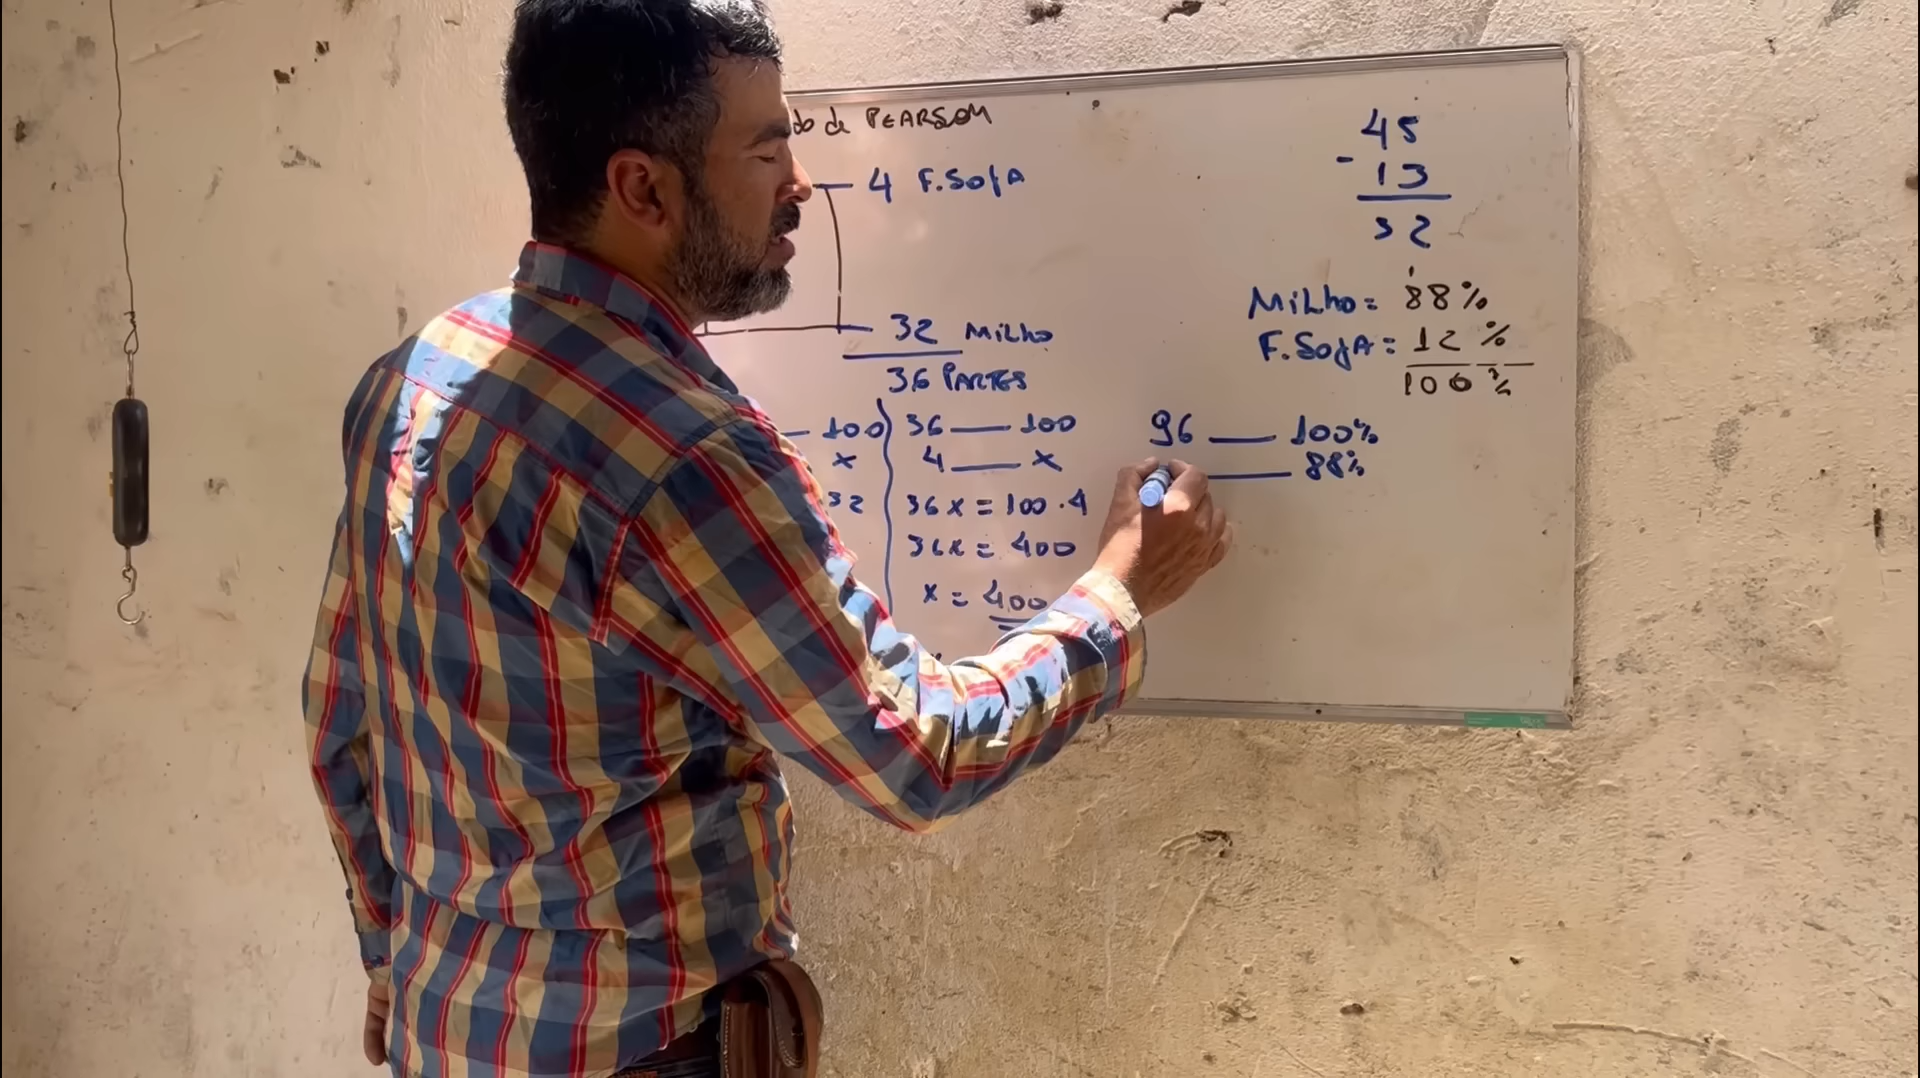 do de PEARSOM
4 F.SOJA
32 MiLho
36 PARTES
100
x
32
36 — 100
4 — x
36x = 100 . 4
36x = 400
x = 400
45
- 13
32
MiLho = 88%
F.SOJA = 12 %
100 %
96 — 100%
— 88%